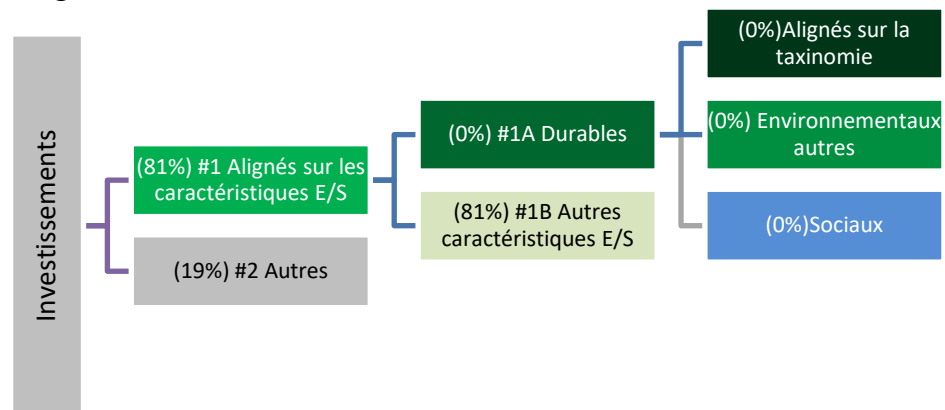 Investissements
(81%) #1 Alignés sur les
caractéristiques E/S
(19%) #2 Autres
(0%) #1A Durables
(81%) #1B Autres
caractéristiques E/S
(0%)Alignés sur la
taxinomie
(0%) Environnementaux
autres
(0%)Sociaux